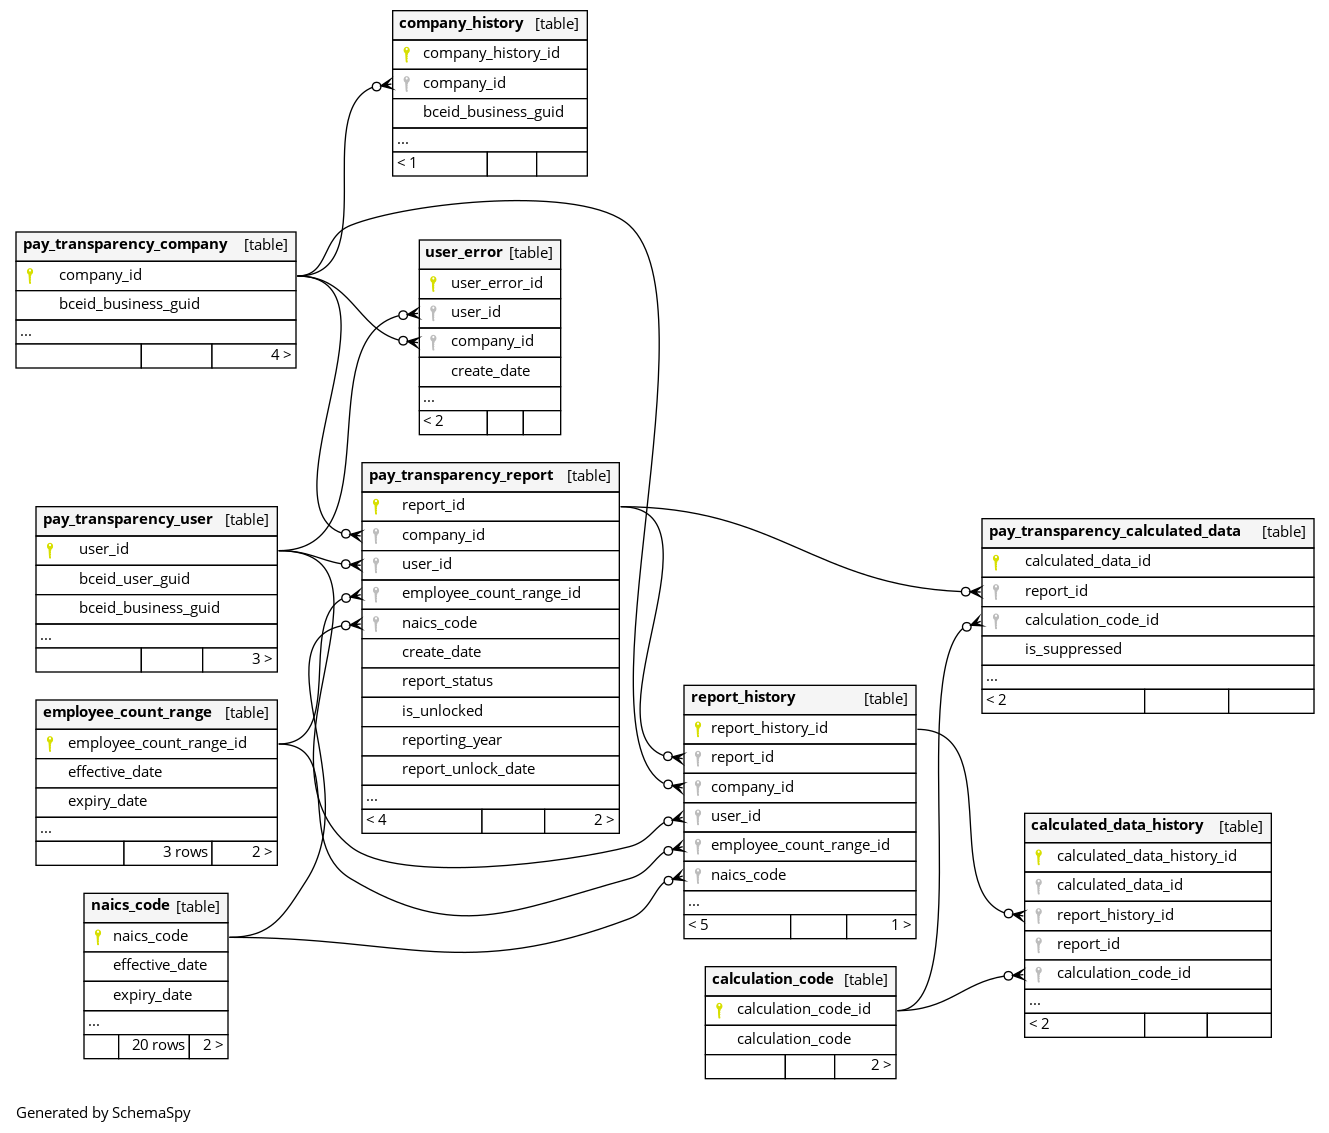 company_history [table]
company_history_id
company_id
bceid_business_guid
...
< 1
pay_transparency_company [table]
company_id
bceid_business_guid
...
4 >
user_error [table]
user_error_id
user_id
company_id
create_date
...
< 2
pay_transparency_report [table]
report_id
company_id
user_id
employee_count_range_id
naics_code
create_date
report_status
is_unlocked
reporting_year
report_unlock_date
...
< 4 2 >
pay_transparency_user [table]
user_id
bceid_user_guid
bceid_business_guid
...
3 >
employee_count_range [table]
employee_count_range_id
effective_date
expiry_date
...
3 rows 2 >
naics_code [table]
naics_code
effective_date
expiry_date
...
20 rows 2 >
report_history [table]
report_history_id
report_id
company_id
user_id
employee_count_range_id
naics_code
...
< 5 1 >
calculation_code [table]
calculation_code_id
calculation_code
2 >
pay_transparency_calculated_data [table]
calculated_data_id
report_id
calculation_code_id
is_suppressed
...
< 2
calculated_data_history [table]
calculated_data_history_id
calculated_data_id
report_history_id
report_id
calculation_code_id
...
< 2
Generated by SchemaSpy